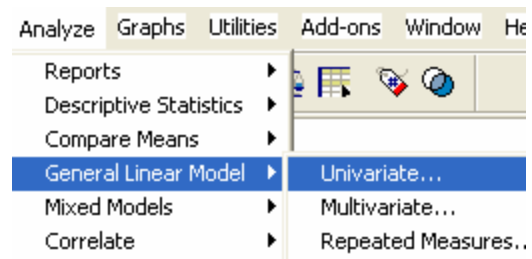 Analyze Graphs Utilities Add-ons Window He
Reports
Descriptive Statistics
Compare Means
General Linear Model
Mixed Models
Correlate
Univariate...
Multivariate...
Repeated Measures..